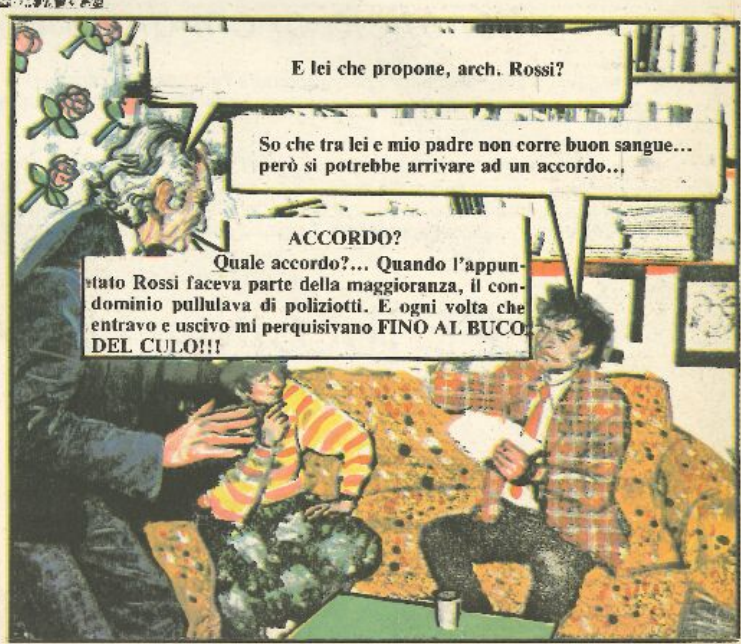 E lei che propone, arch. Rossi?
So che tra lei e mio padre non corre buon sangue...
però si potrebbe arrivare ad un accordo...
ACCORDO?
Quale accordo?... Quando l'appun-
tato Rossi faceva parte della maggioranza, il con-
dominio pullulava di poliziotti. E ogni volta che
entravo e uscivo mi perquisivano FINO AL BUCO
DEL CULO!!!